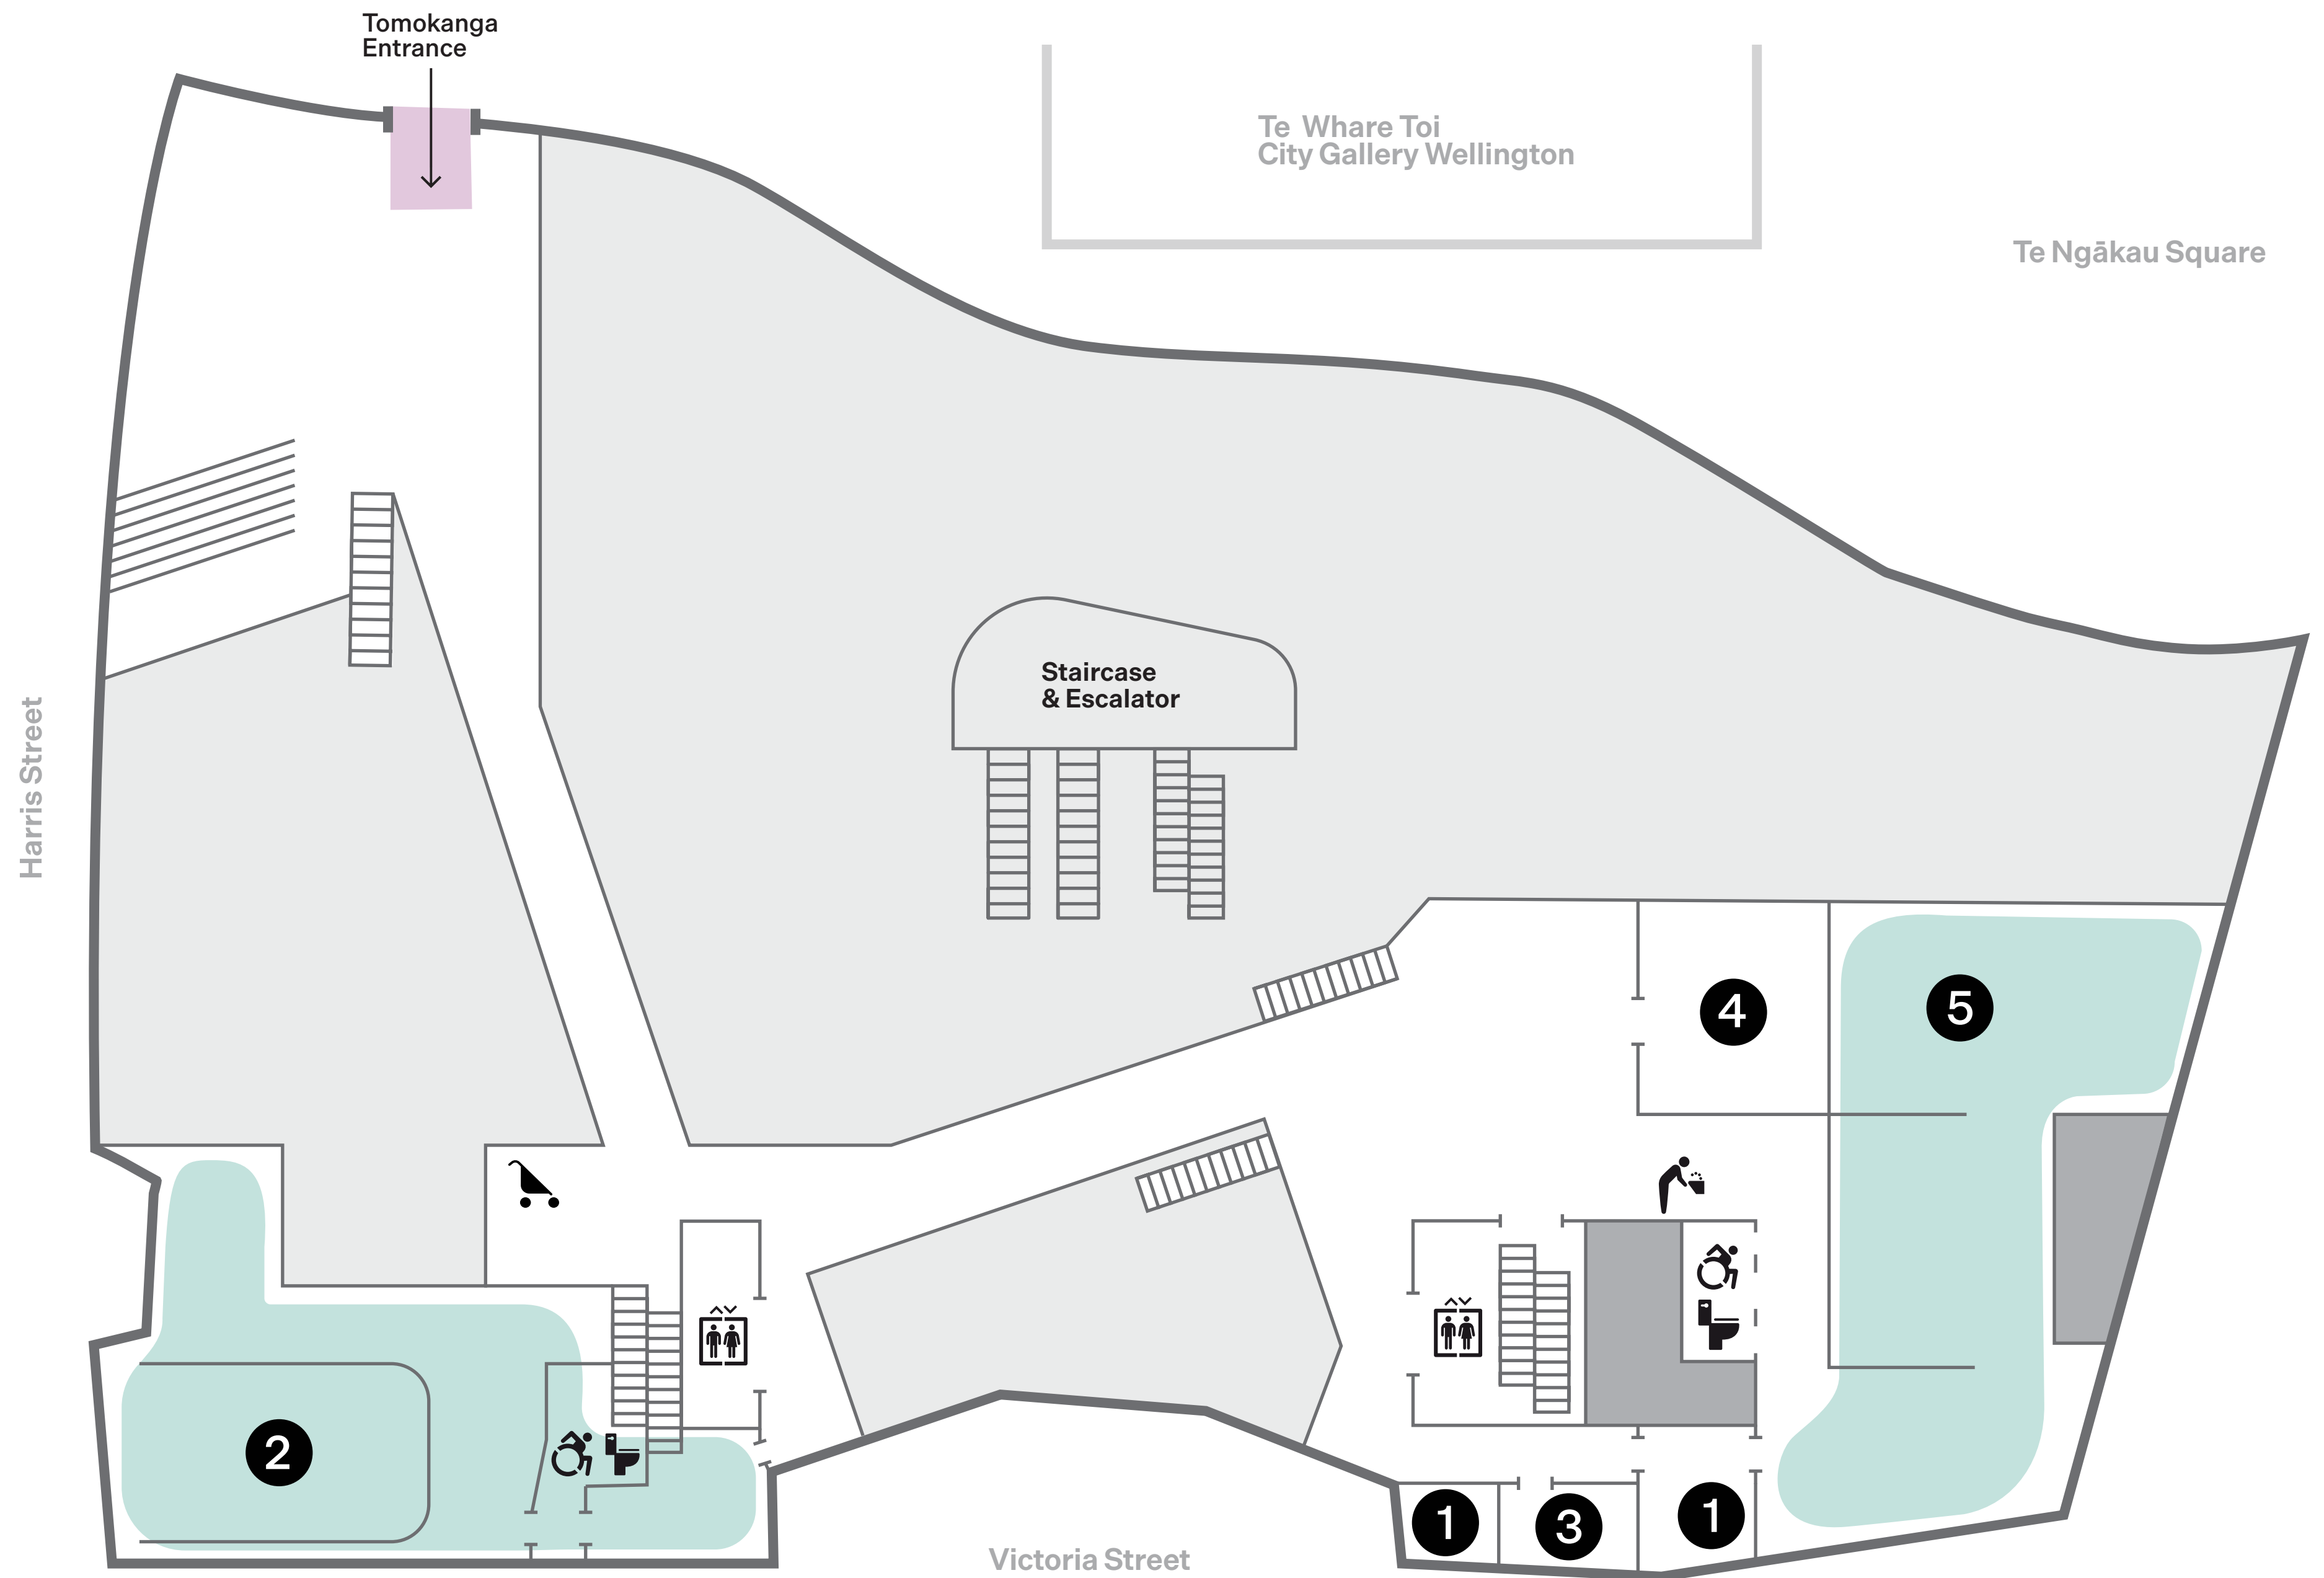 Tomokanga
Entrance
Te Whare Toi
City Gallery Wellington
Te Ngākau Square
Staircase
& Escalator
Harris Street
4
5
2
1
3
1
Victoria Street